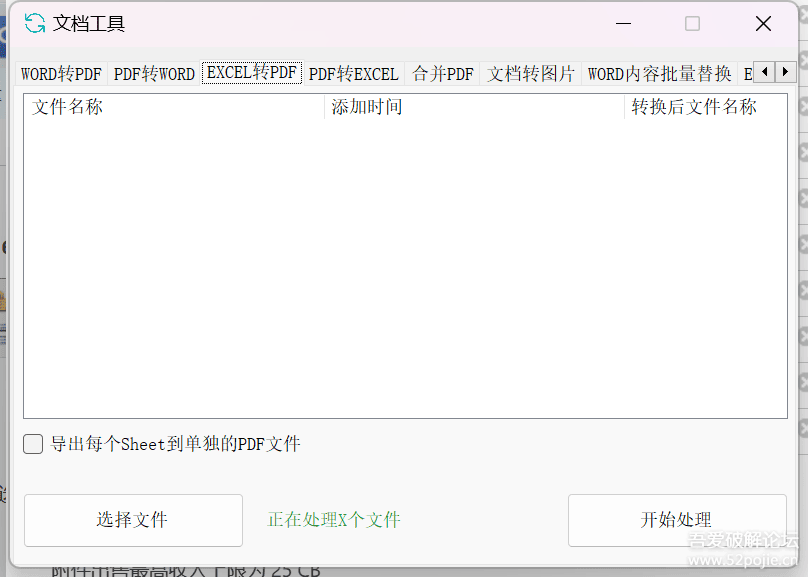 文档工具
WORD转PDF PDF转WORD EXCEL转PDF PDF转EXCEL 合并PDF 文档转图片 WORD内容批量替换 E
文件名称 添加时间 转换后文件名称
导出每个Sheet到单独的PDF文件
选择文件 正在处理X个文件 开始处理
吾爱破解论坛
www.52pojie.cn
附件出售最高收入上限为 25 CB